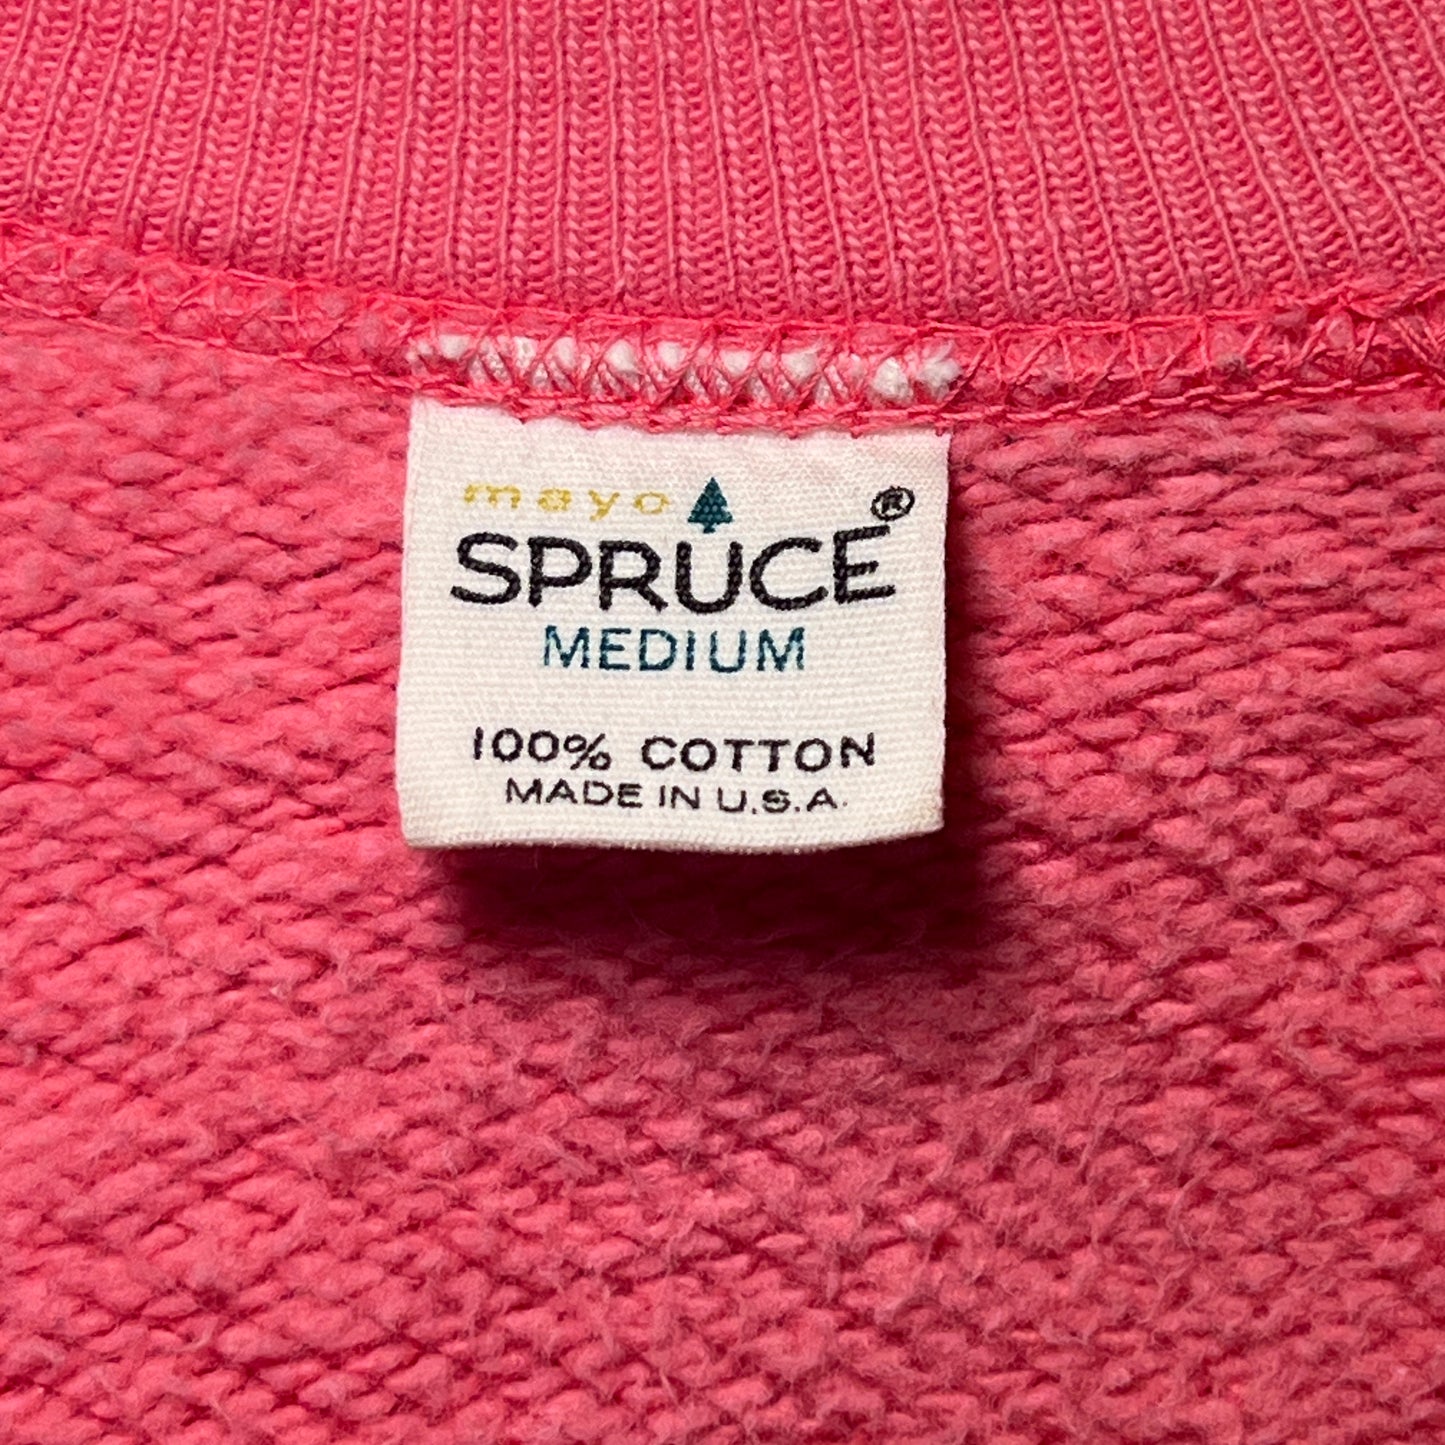 mayo
SPRUCE®
MEDIUM
100% COTTON
MADE IN U.S.A.